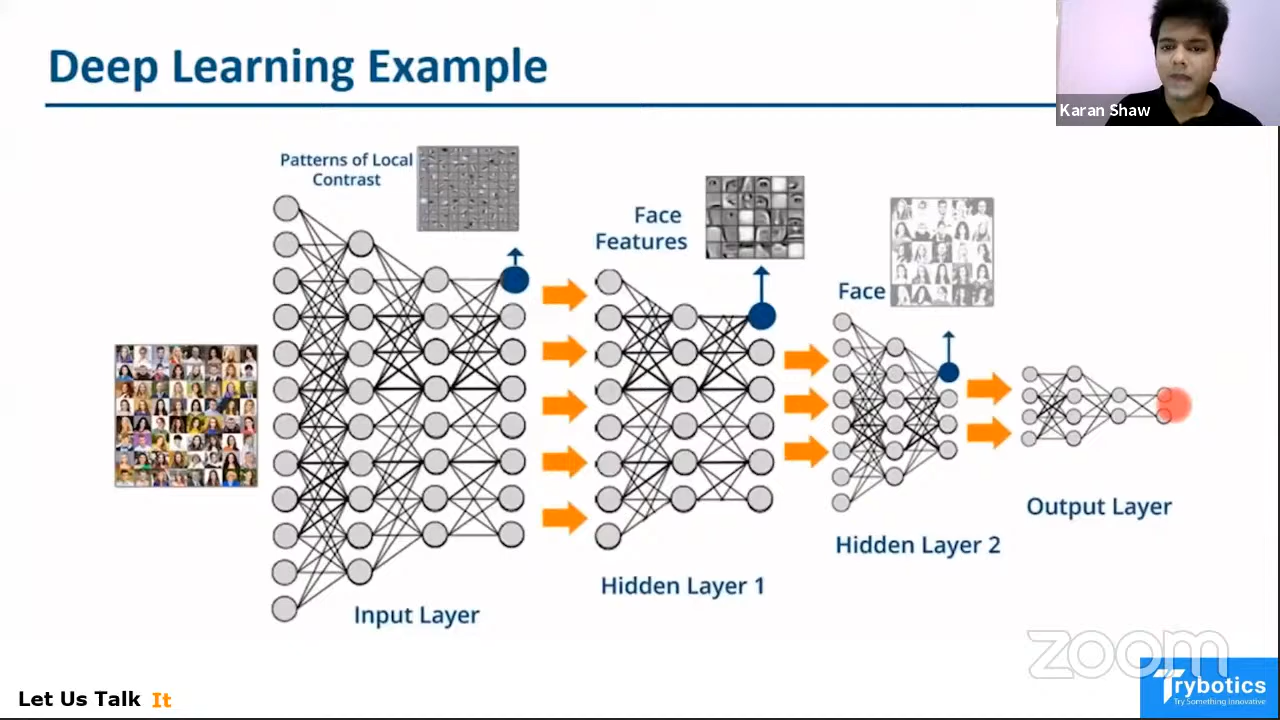 Deep Learning Example
Karan Shaw
Patterns of Local
Contrast
Face
Features
Face
Input Layer
Hidden Layer 1
Hidden Layer 2
Output Layer
zoom
Let Us Talk It
Trybotics
Try Something Innovative